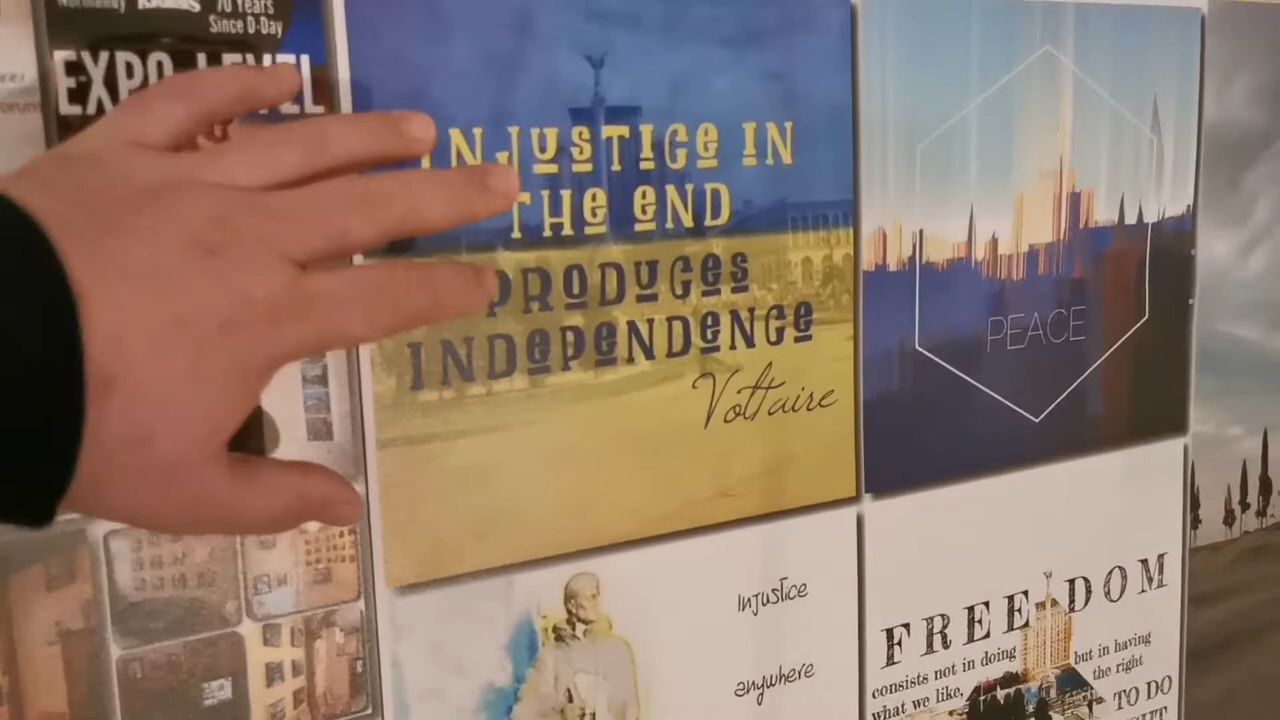 Normandy
70 Years
Since D-Day
INJUSTICE IN
THE END
PRODUCES
INDEPENDENCE
Voltaire
PEACE
Injustice
anywhere
FREEDOM
consists not in doing
what we like,
but in having
the right
TO DO